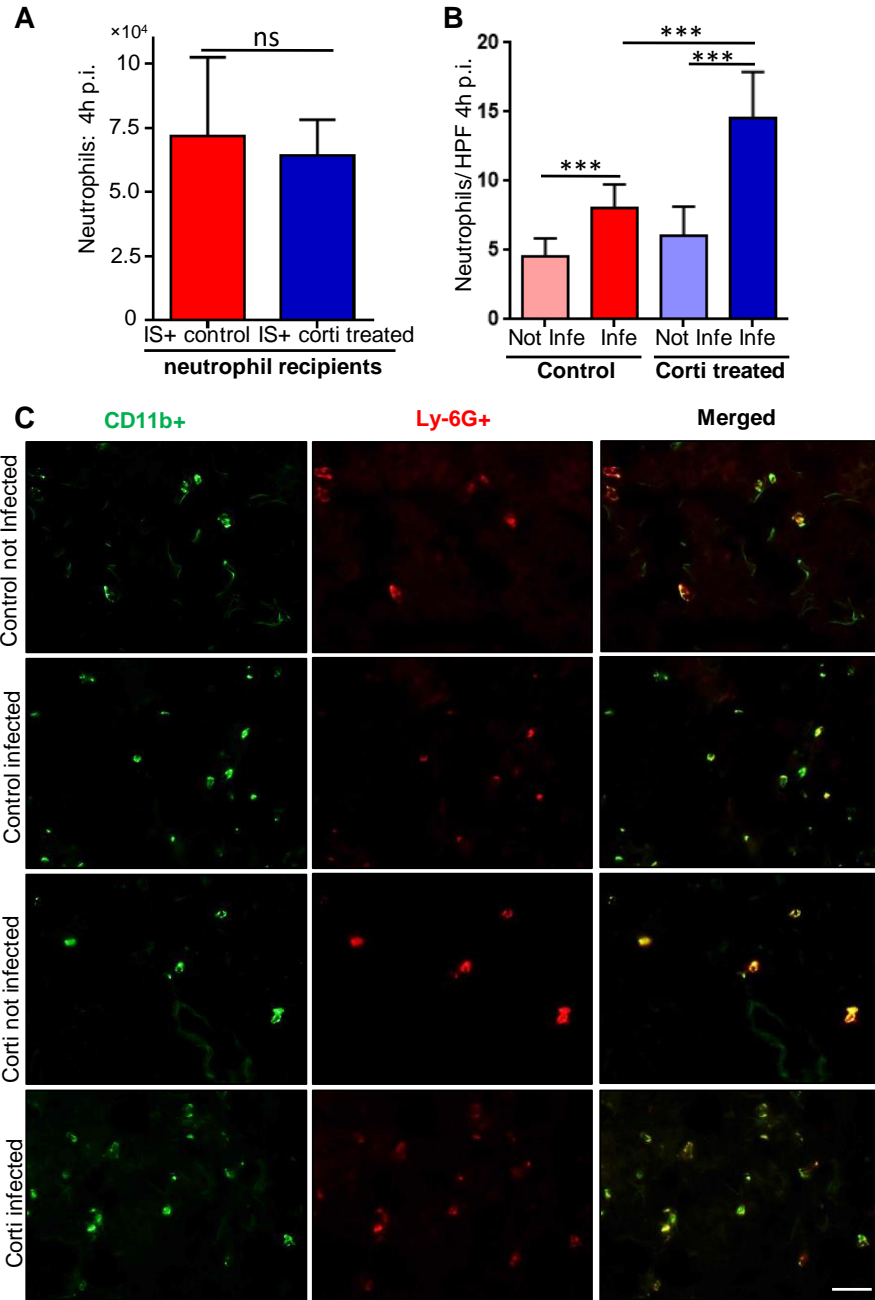 A
×10⁴
Neutrophils: 4h p.i.
10
7.5
5.0
2.5
0
ns
IS+ control IS+ corti treated
neutrophil recipients
B
Neutrophils/ HPF 4h p.i.
20
15
10
5
0
***
***
***
Not Infe Infe Not Infe Infe
Control Corti treated
C
CD11b+ Ly-6G+ Merged
Control not Infected
Control infected
Corti not infected
Corti infected